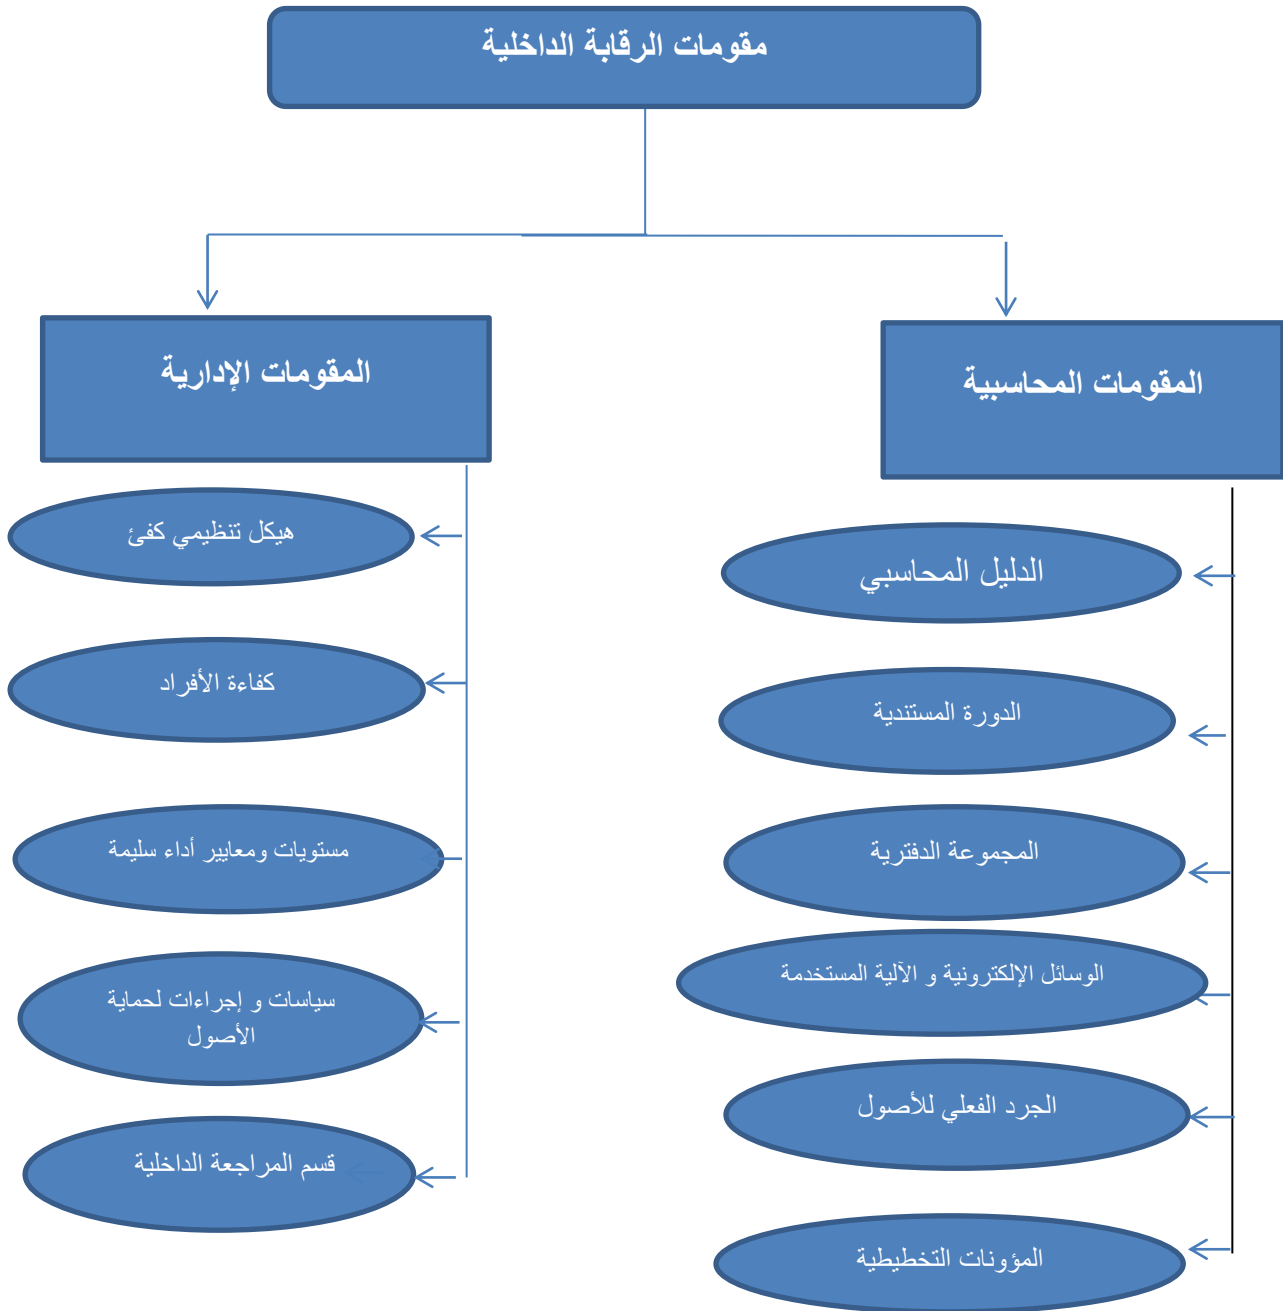 مقومات الرقابة الداخلية
المقومات المحاسبية
الدليل المحاسبي
الدورة المستندية
المجموعة الدفترية
الوسائل الإلكترونية و الآلية المستخدمة
الجرد الفعلي للأصول
المؤونات التخطيطية
المقومات الإدارية
هيكل تنظيمي كفئ
كفاءة الأفراد
مستويات ومعايير أداء سليمة
سياسات و إجراءات لحماية
الأصول
قسم المراجعة الداخلية